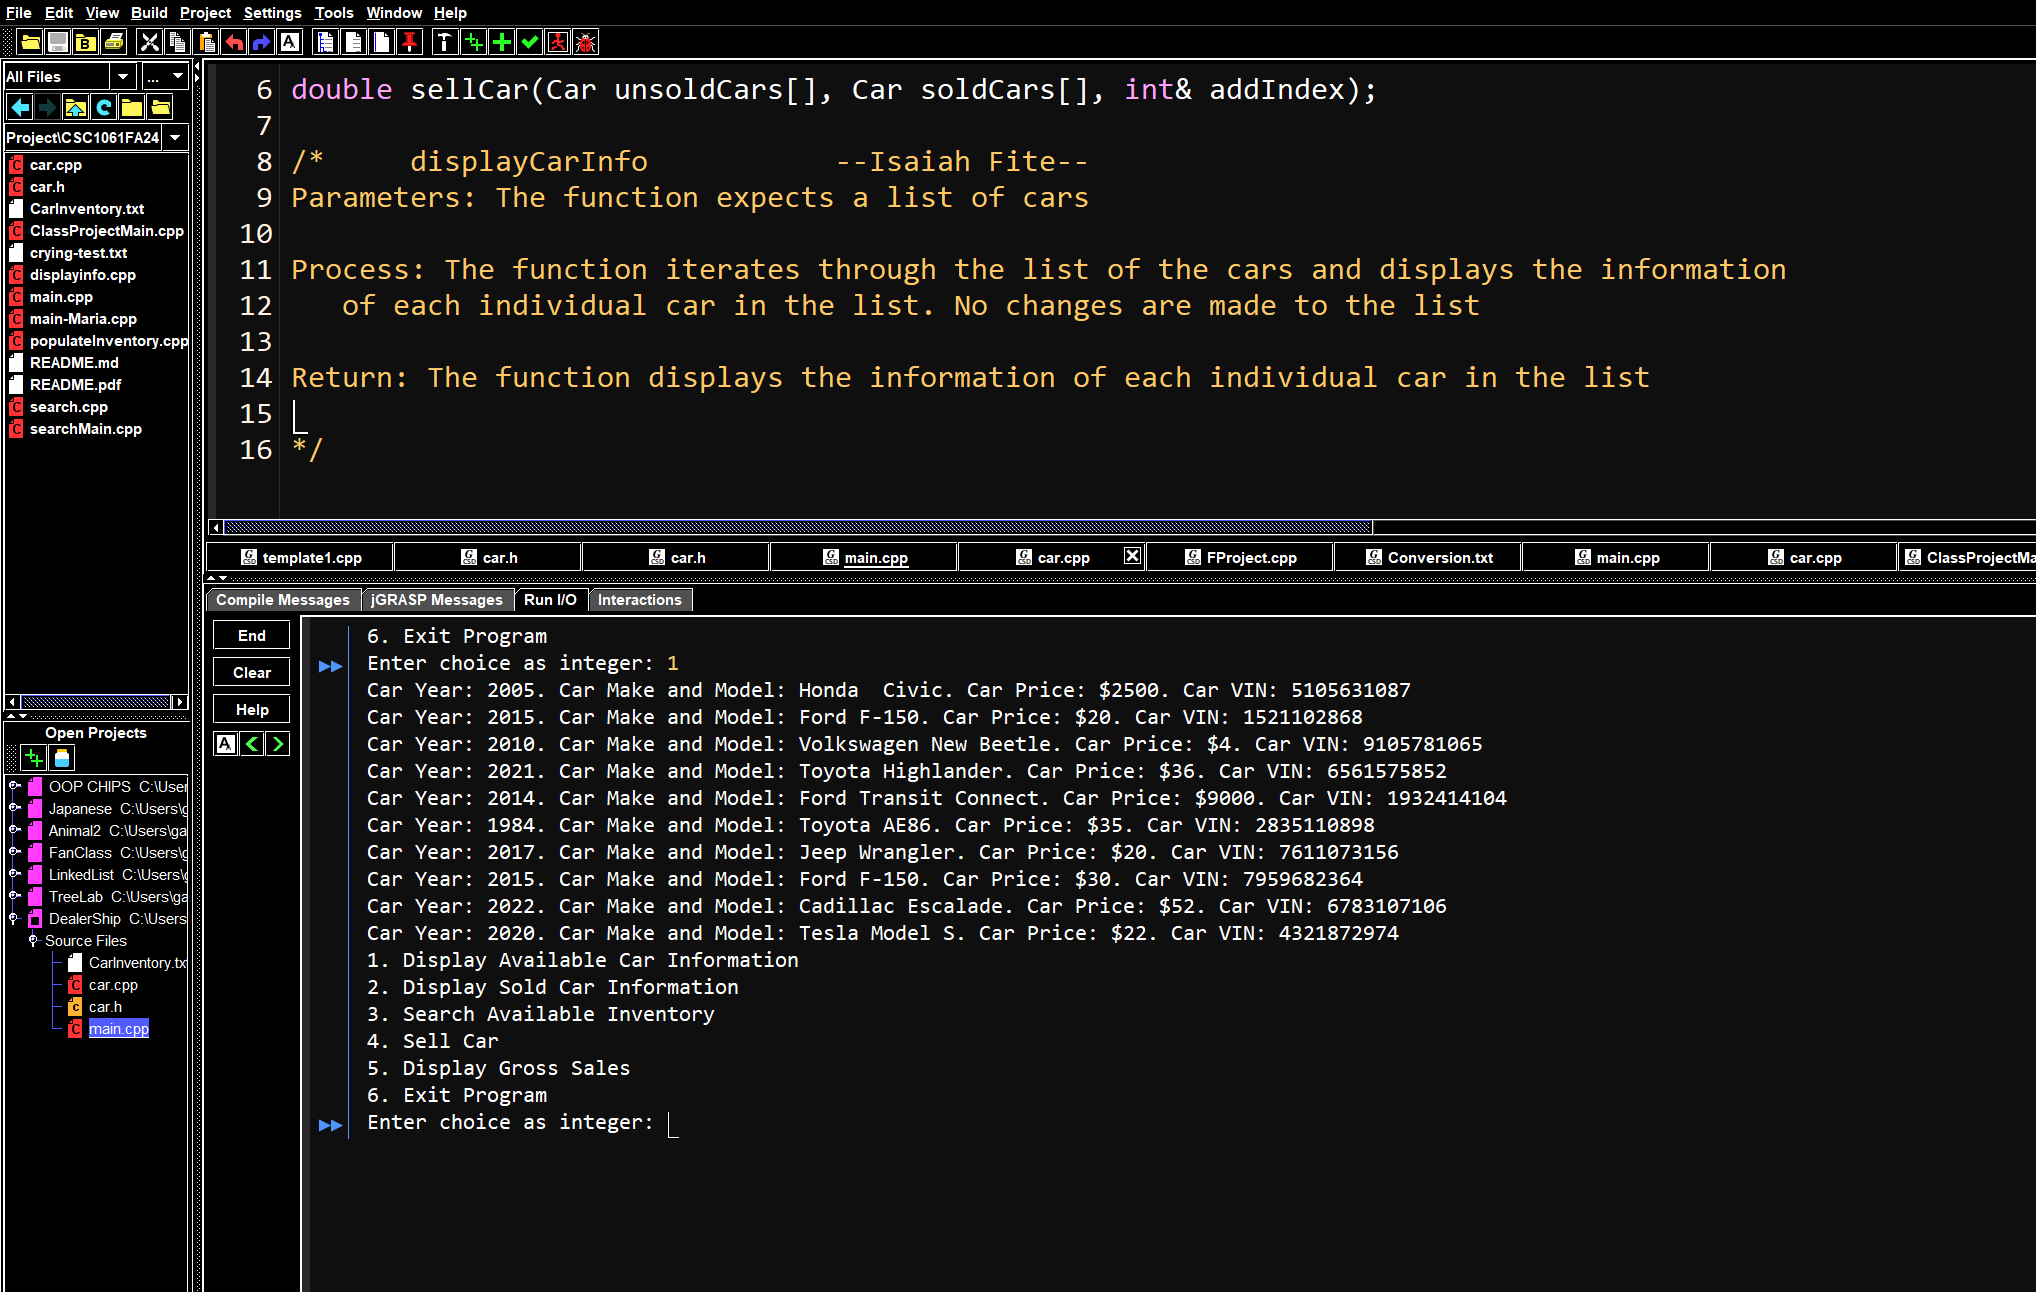 File Edit View Build Project Settings Tools Window Help
All Files ...
Project\CSC1061FA24
car.cpp
car.h
CarInventory.txt
ClassProjectMain.cpp
crying-test.txt
displayinfo.cpp
main.cpp
main-Maria.cpp
populateInventory.cpp
README.md
README.pdf
search.cpp
searchMain.cpp
Open Projects
OOP CHIPS C:\User
Japanese C:\Users\g
Animal2 C:\Users\ga
FanClass C:\Users\g
LinkedList C:\Users\
TreeLab C:\Users\ga
DealerShip C:\Users
Source Files
CarInventory.tx
car.cpp
car.h
main.cpp
6 double sellCar(Car unsoldCars[], Car soldCars[], int& addIndex);
7
8 /* displayCarInfo --Isaiah Fite--
9 Parameters: The function expects a list of cars
10
11 Process: The function iterates through the list of the cars and displays the information
12 of each individual car in the list. No changes are made to the list
13
14 Return: The function displays the information of each individual car in the list
15
16 */
template1.cpp car.h car.h main.cpp car.cpp FProject.cpp Conversion.txt main.cpp car.cpp ClassProjectMa
Compile Messages jGRASP Messages Run I/O Interactions
End
Clear
Help
6. Exit Program
Enter choice as integer: 1
Car Year: 2005. Car Make and Model: Honda  Civic. Car Price: $2500. Car VIN: 5105631087
Car Year: 2015. Car Make and Model: Ford F-150. Car Price: $20. Car VIN: 1521102868
Car Year: 2010. Car Make and Model: Volkswagen New Beetle. Car Price: $4. Car VIN: 9105781065
Car Year: 2021. Car Make and Model: Toyota Highlander. Car Price: $36. Car VIN: 6561575852
Car Year: 2014. Car Make and Model: Ford Transit Connect. Car Price: $9000. Car VIN: 1932414104
Car Year: 1984. Car Make and Model: Toyota AE86. Car Price: $35. Car VIN: 2835110898
Car Year: 2017. Car Make and Model: Jeep Wrangler. Car Price: $20. Car VIN: 7611073156
Car Year: 2015. Car Make and Model: Ford F-150. Car Price: $30. Car VIN: 7959682364
Car Year: 2022. Car Make and Model: Cadillac Escalade. Car Price: $52. Car VIN: 6783107106
Car Year: 2020. Car Make and Model: Tesla Model S. Car Price: $22. Car VIN: 4321872974
1. Display Available Car Information
2. Display Sold Car Information
3. Search Available Inventory
4. Sell Car
5. Display Gross Sales
6. Exit Program
Enter choice as integer: